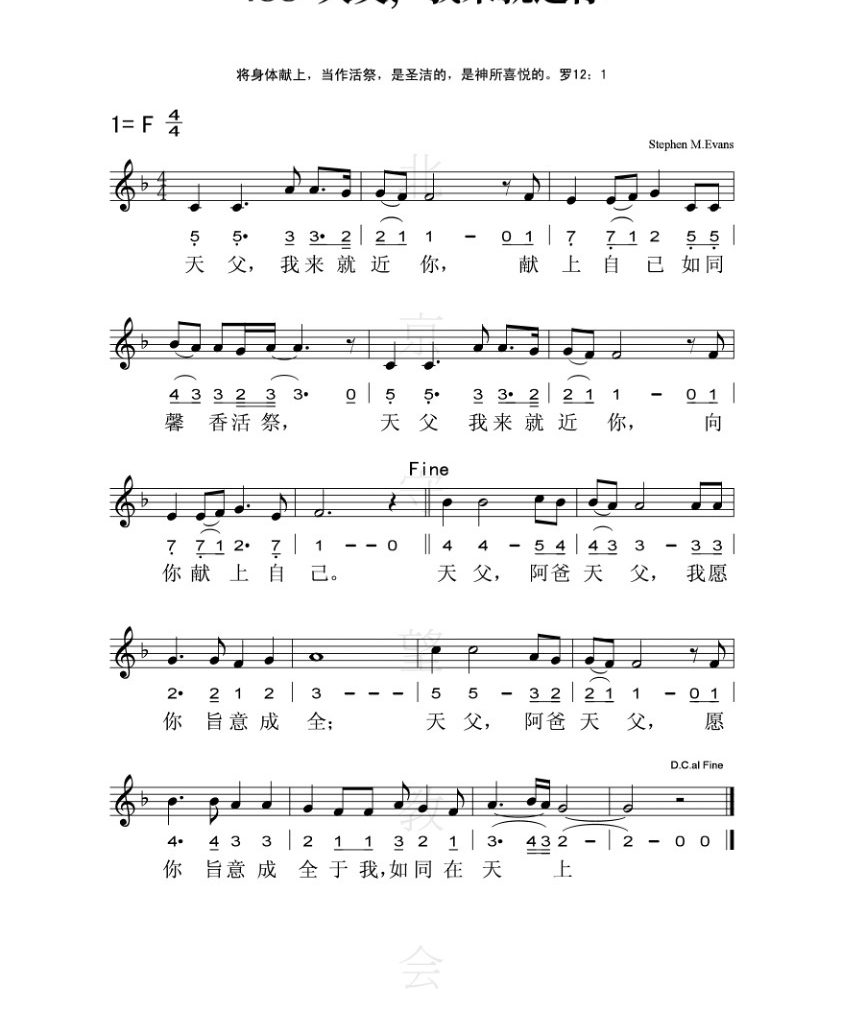 将身体献上，当作活祭，是圣洁的，是神所喜悦的。罗12：1
1= F 4/4
Stephen M.Evans
5 5· 3 3· 2 | 2 1 1 – 0 1 | 7 7 1 2 5 5 |
天 父， 我 来 就 近 你， 献 上 自 己 如 同
4 3 3 2 3 3· 0 | 5 5· 3 3· 2 | 2 1 1 – 0 1 |
馨 香 活 祭， 天 父 我 来 就 近 你， 向
Fine
7 7 1 2· 7 | 1 – – 0 || 4 4 – 5 4 | 4 3 3 – 3 3 |
你 献 上 自 己。 天 父， 阿 爸 天 父， 我 愿
2· 2 1 2 | 3 – – – | 5 5 – 3 2 | 2 1 1 – 0 1 |
你 旨 意 成 全； 天 父， 阿 爸 天 父， 愿
D.C.al Fine
4· 4 3 3 | 2 1 1 3 2 1 | 3· 4 3 2 – | 2 – 0 0 ||
你 旨 意 成 全 于 我， 如 同 在 天 上
北
京
守
望
教
会